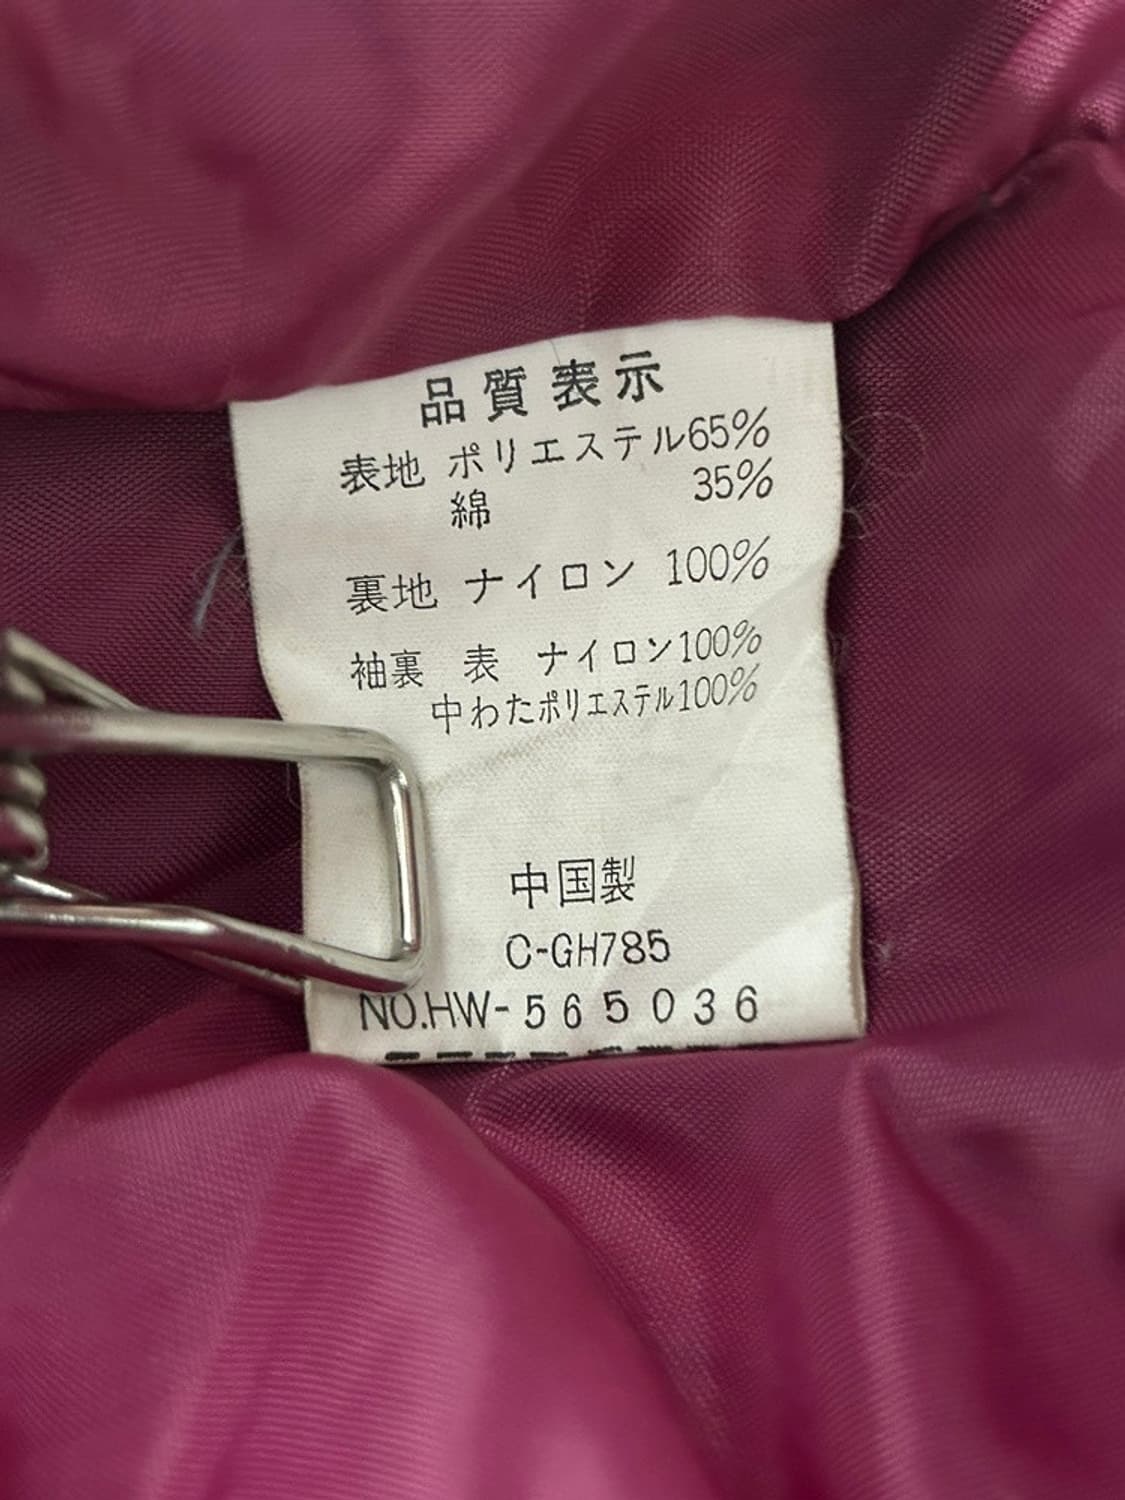 品質表示
表地 ポリエステル65%
綿 35%
裏地 ナイロン 100%
袖裏 表 ナイロン100%
中わたポリエステル100%
中国製
C-GH785
NO.HW-565036